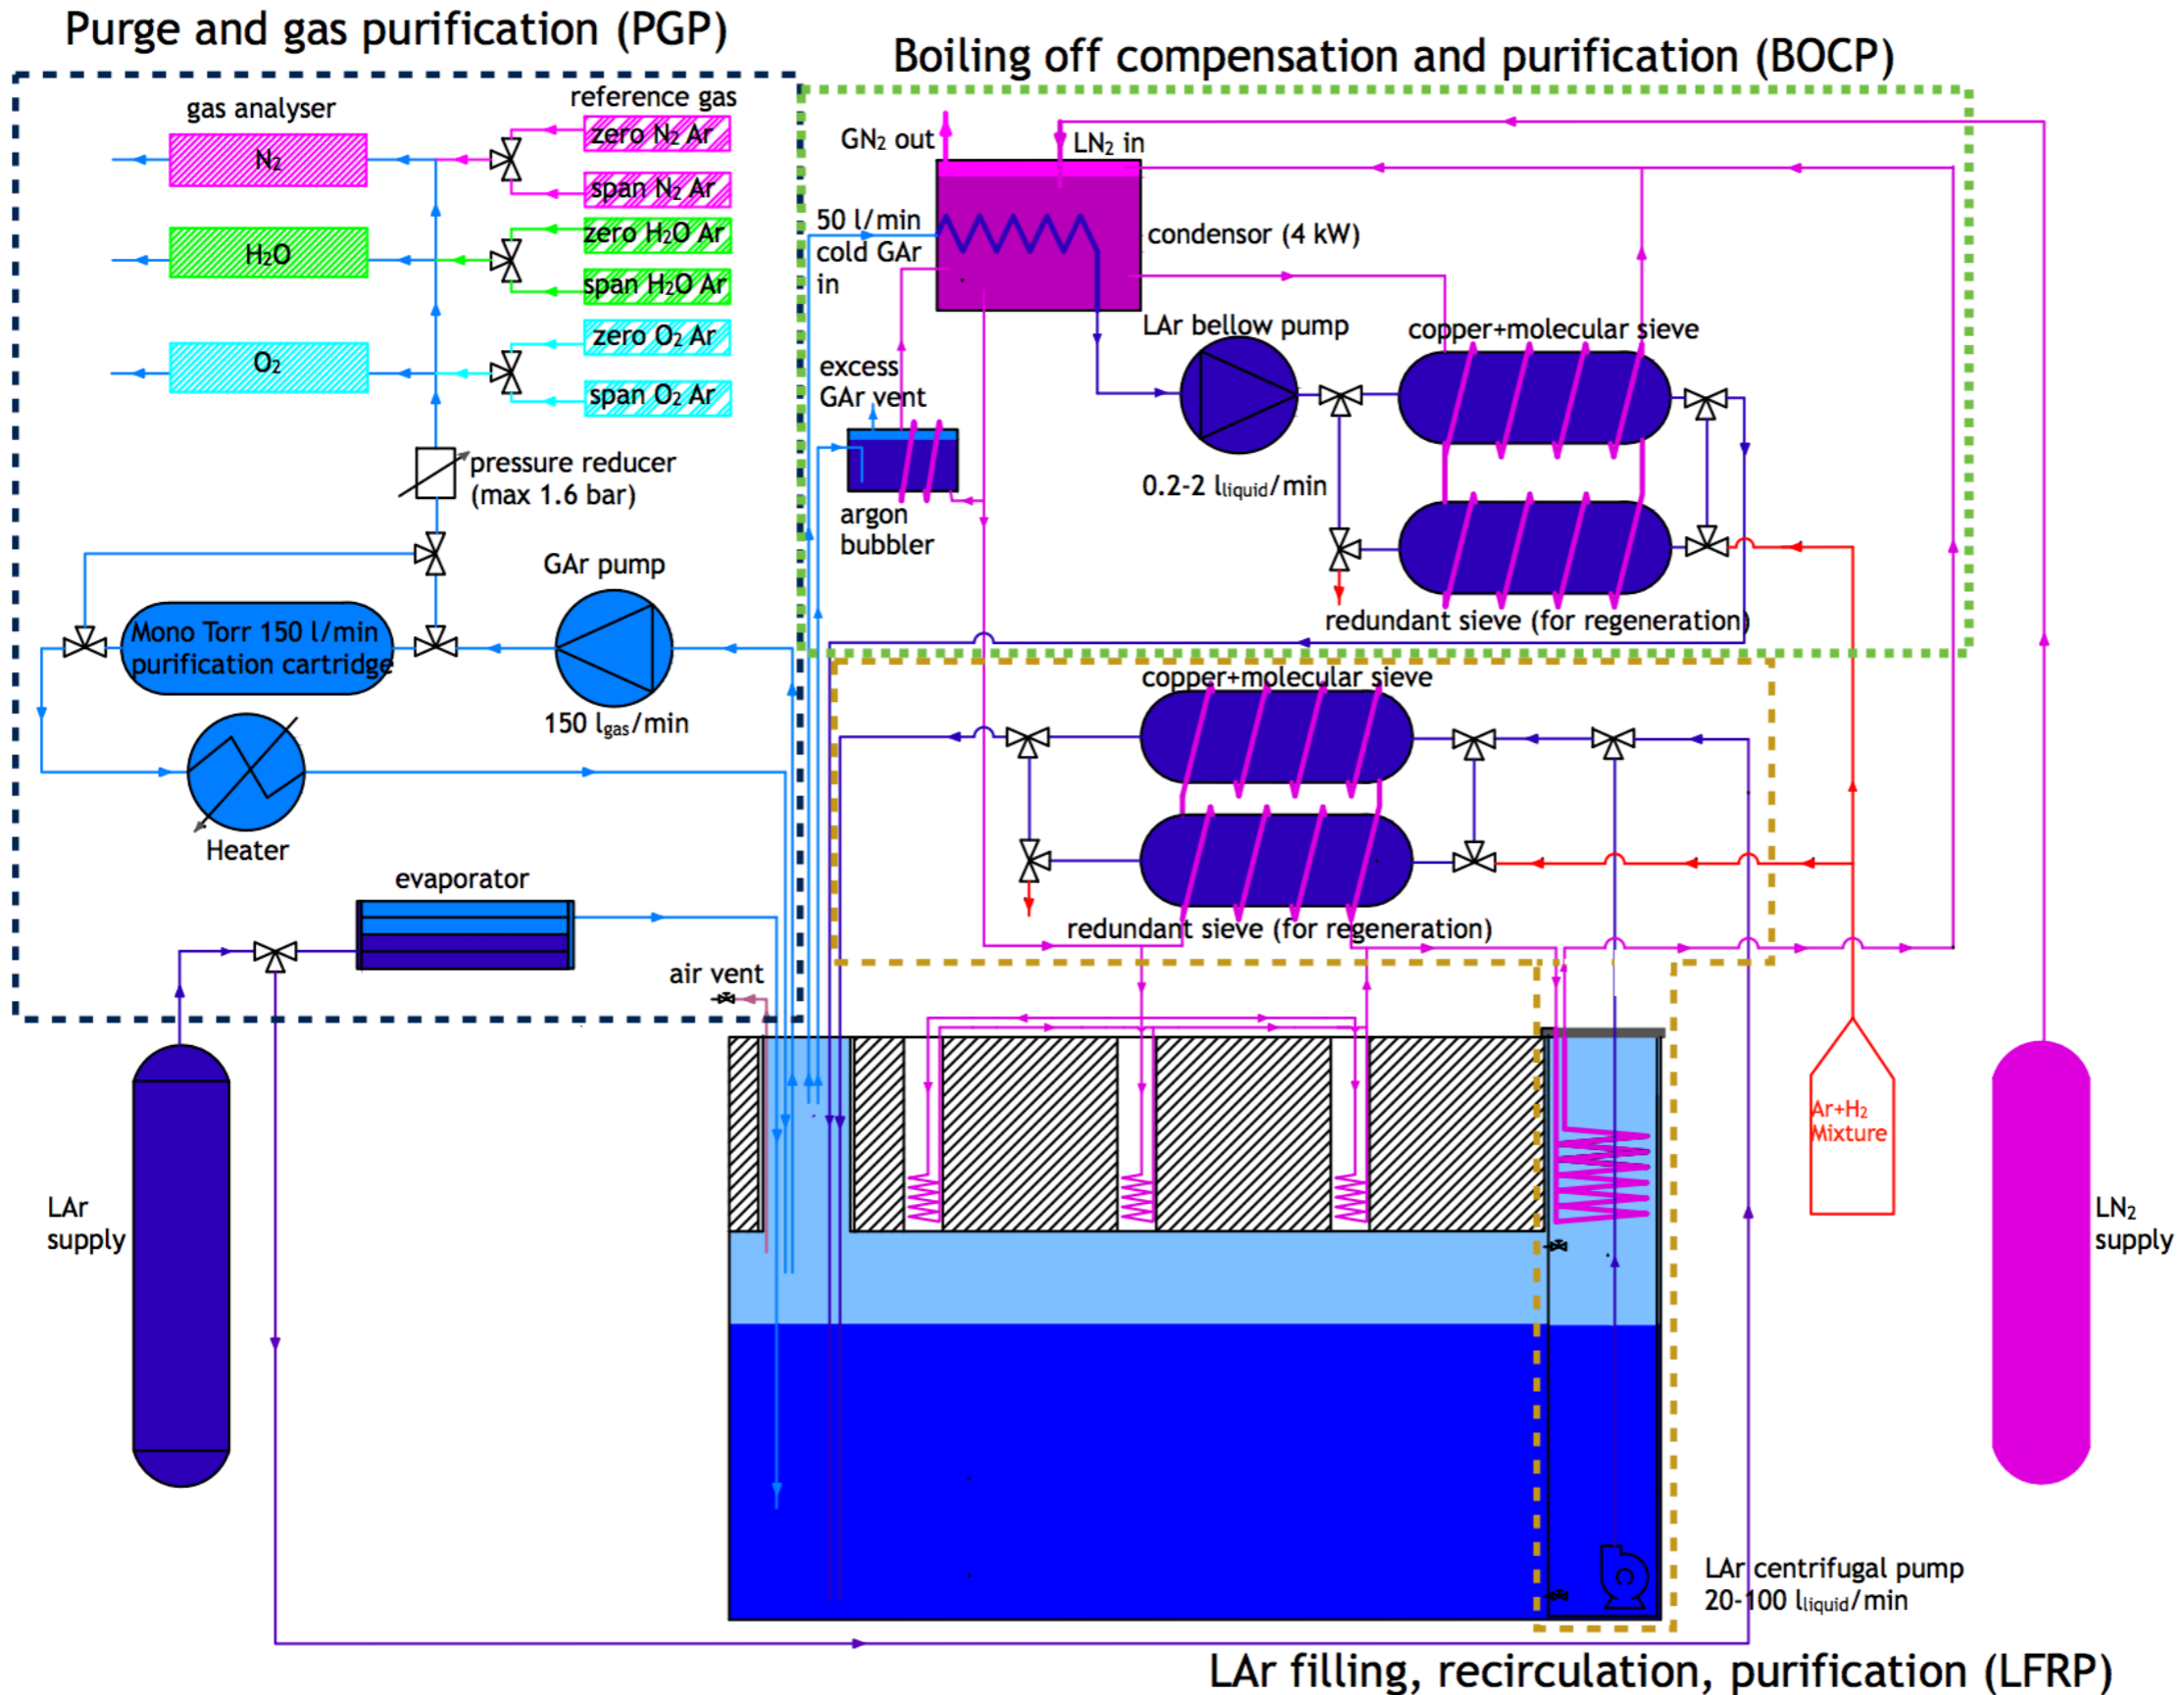 Purge and gas purification (PGP)
Boiling off compensation and purification (BOCP)
gas analyser
reference gas
N₂
zero N₂ Ar
span N₂ Ar
H₂O
zero H₂O Ar
span H₂O Ar
O₂
zero O₂ Ar
span O₂ Ar
pressure reducer
(max 1.6 bar)
GAr pump
Mono Torr 150 l/min
purification cartridge
150 lgas/min
Heater
evaporator
air vent
GN₂ out
LN₂ in
50 l/min
cold GAr
in
condensor (4 kW)
LAr bellow pump
copper+molecular sieve
excess
GAr vent
0.2-2 lliquid/min
argon
bubbler
redundant sieve (for regeneration)
copper+molecular sieve
redundant sieve (for regeneration)
Ar+H₂
Mixture
LAr
supply
LN₂
supply
LAr centrifugal pump
20-100 lliquid/min
LAr filling, recirculation, purification (LFRP)